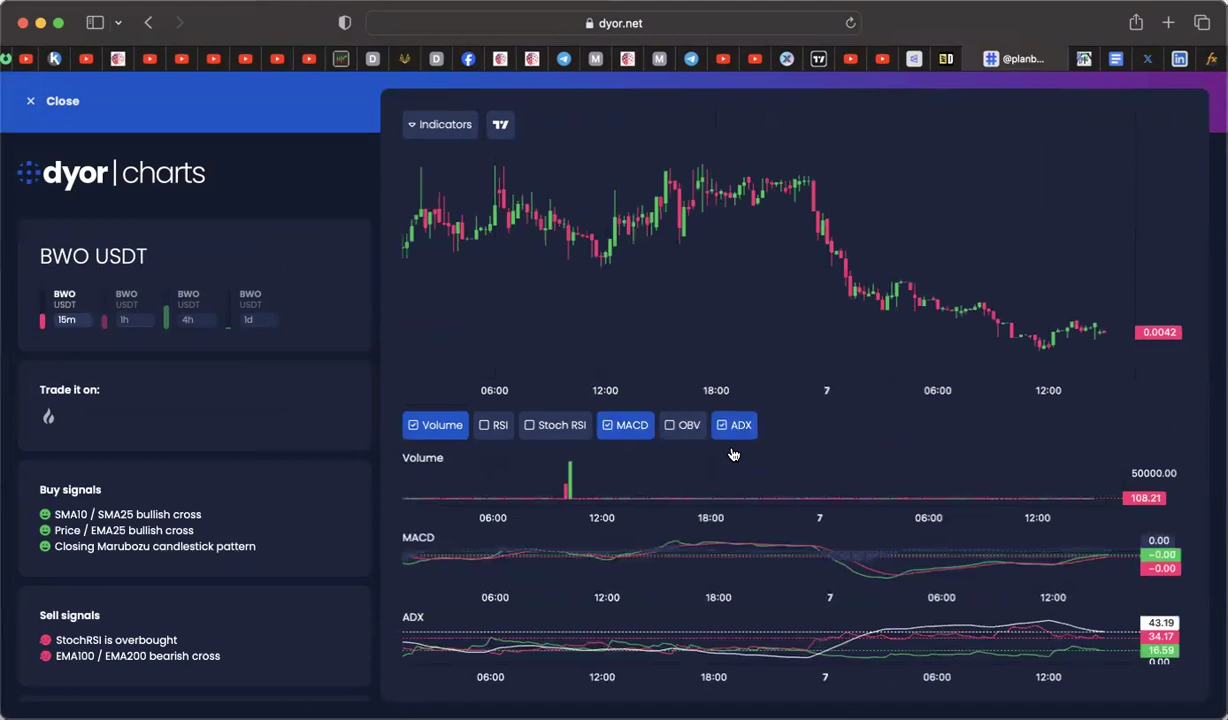 dyor.net
@planb...
× Close
dyor | charts
BWO USDT
BWO
USDT
15m
BWO
USDT
1h
BWO
USDT
4h
BWO
USDT
1d
Trade it on:
Buy signals
SMA10 / SMA25 bullish cross
Price / EMA25 bullish cross
Closing Marubozu candlestick pattern
Sell signals
StochRSI is overbought
EMA100 / EMA200 bearish cross
Indicators
0.0042
06:00 12:00 18:00 7 06:00 12:00
Volume RSI Stoch RSI MACD OBV ADX
Volume
50000.00
108.21
06:00 12:00 18:00 7 06:00 12:00
MACD
0.00
−0.00
−0.00
06:00 12:00 18:00 7 06:00 12:00
ADX
43.19
34.17
16.59
0.00
06:00 12:00 18:00 7 06:00 12:00